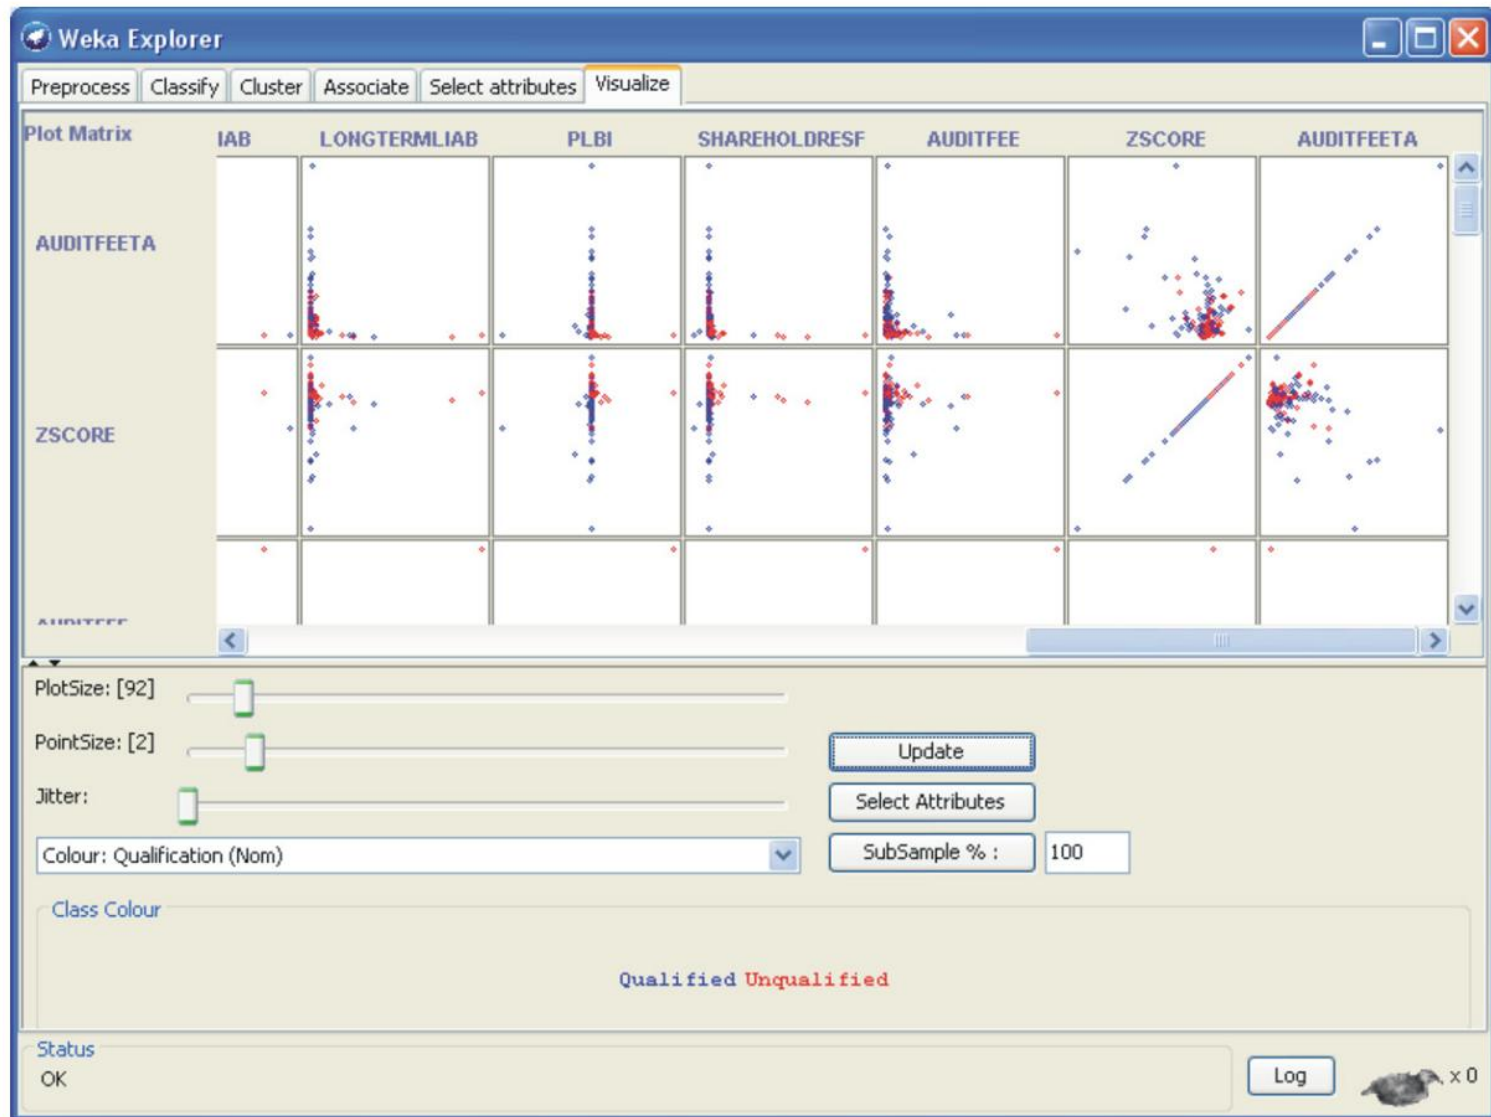 Weka Explorer
Preprocess Classify Cluster Associate Select attributes Visualize
Plot Matrix IAB LONGTERMLIAB PLBI SHAREHOLDRESF AUDITFEE ZSCORE AUDITFEETA
AUDITFEETA
ZSCORE
AUDITFEE
PlotSize: [92]
PointSize: [2]
Update
Jitter:
Select Attributes
Colour: Qualification (Nom)
SubSample % : 100
Class Colour
Qualified Unqualified
Status
OK
Log x 0